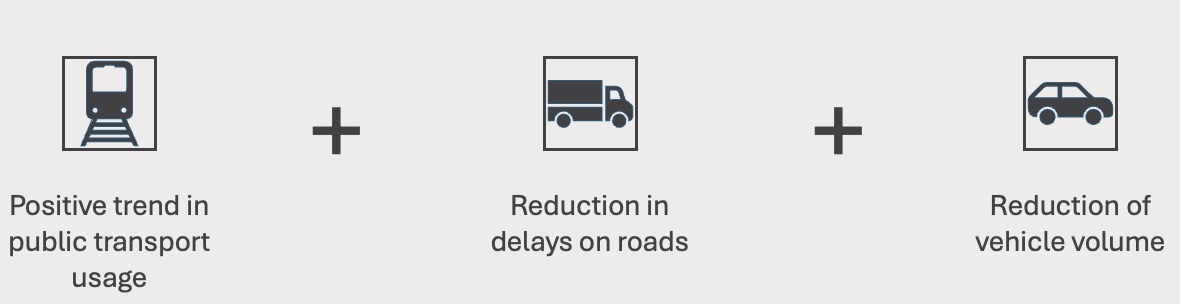 Positive trend in
public transport
usage
+
Reduction in
delays on roads
+
Reduction of
vehicle volume